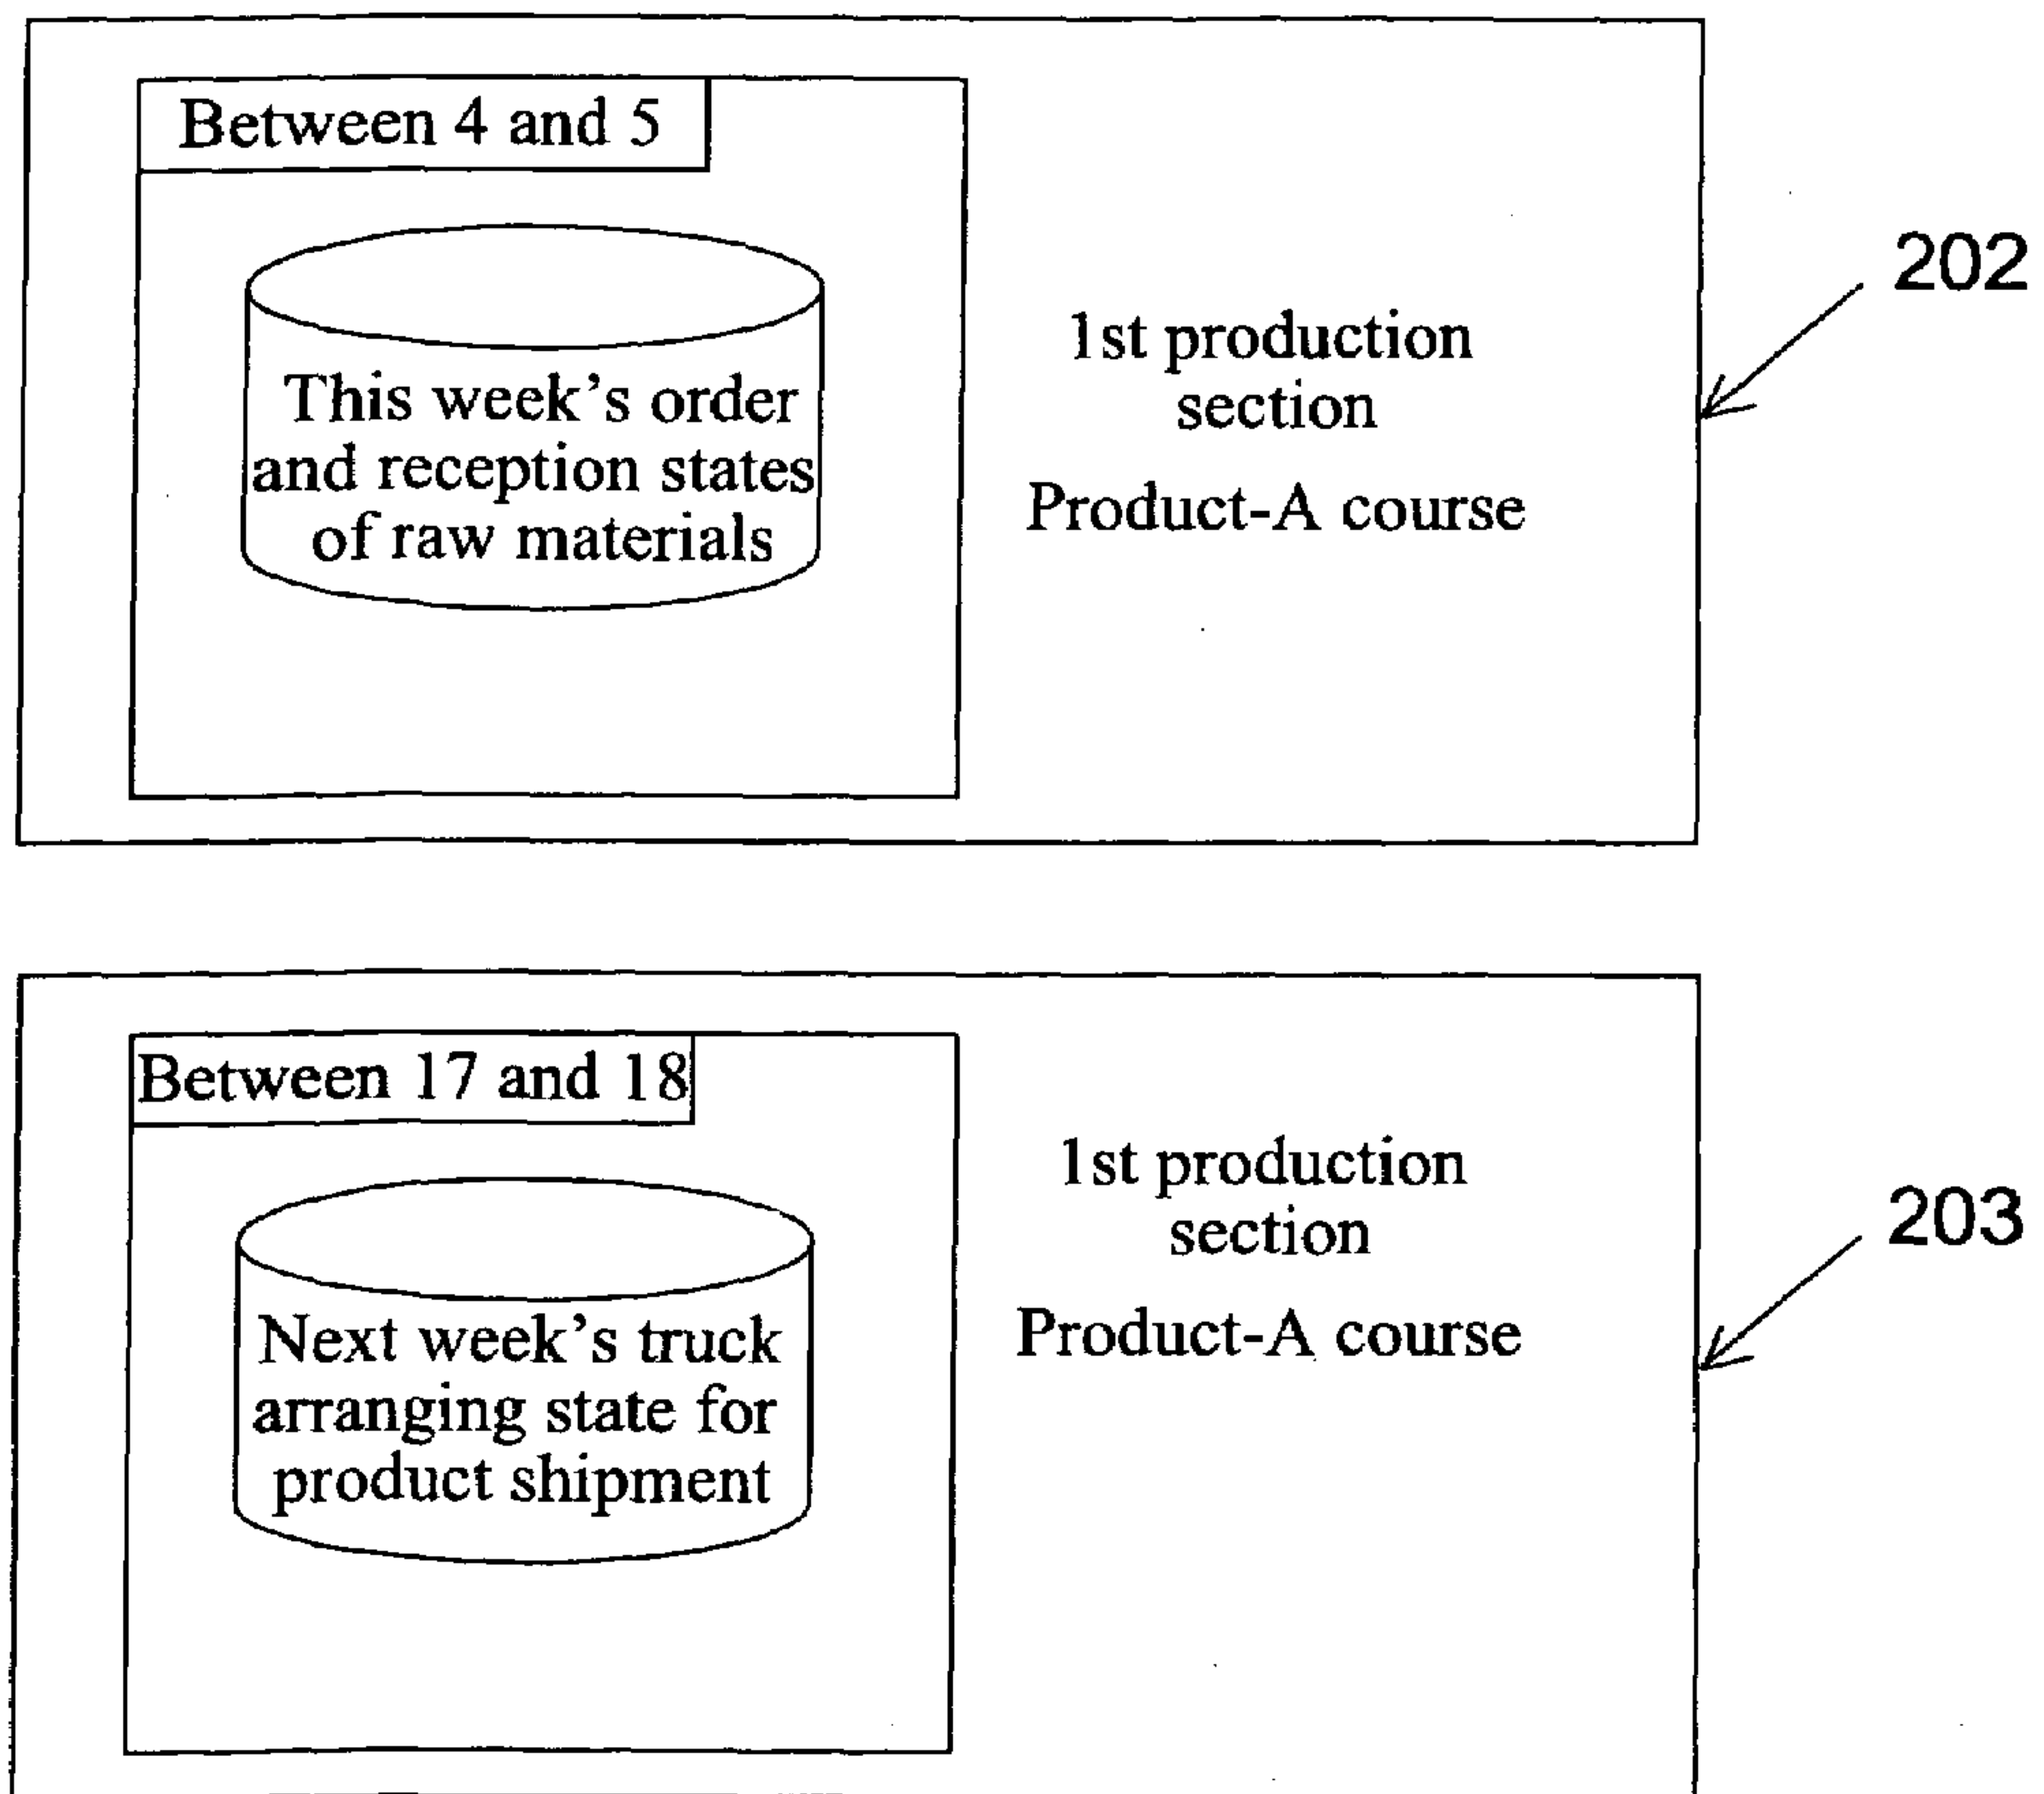 Between 4 and 5
This week's order
and reception states
of raw materials
1st production
section
Product-A course
202
Between 17 and 18
Next week's truck
arranging state for
product shipment
1st production
section
Product-A course
203